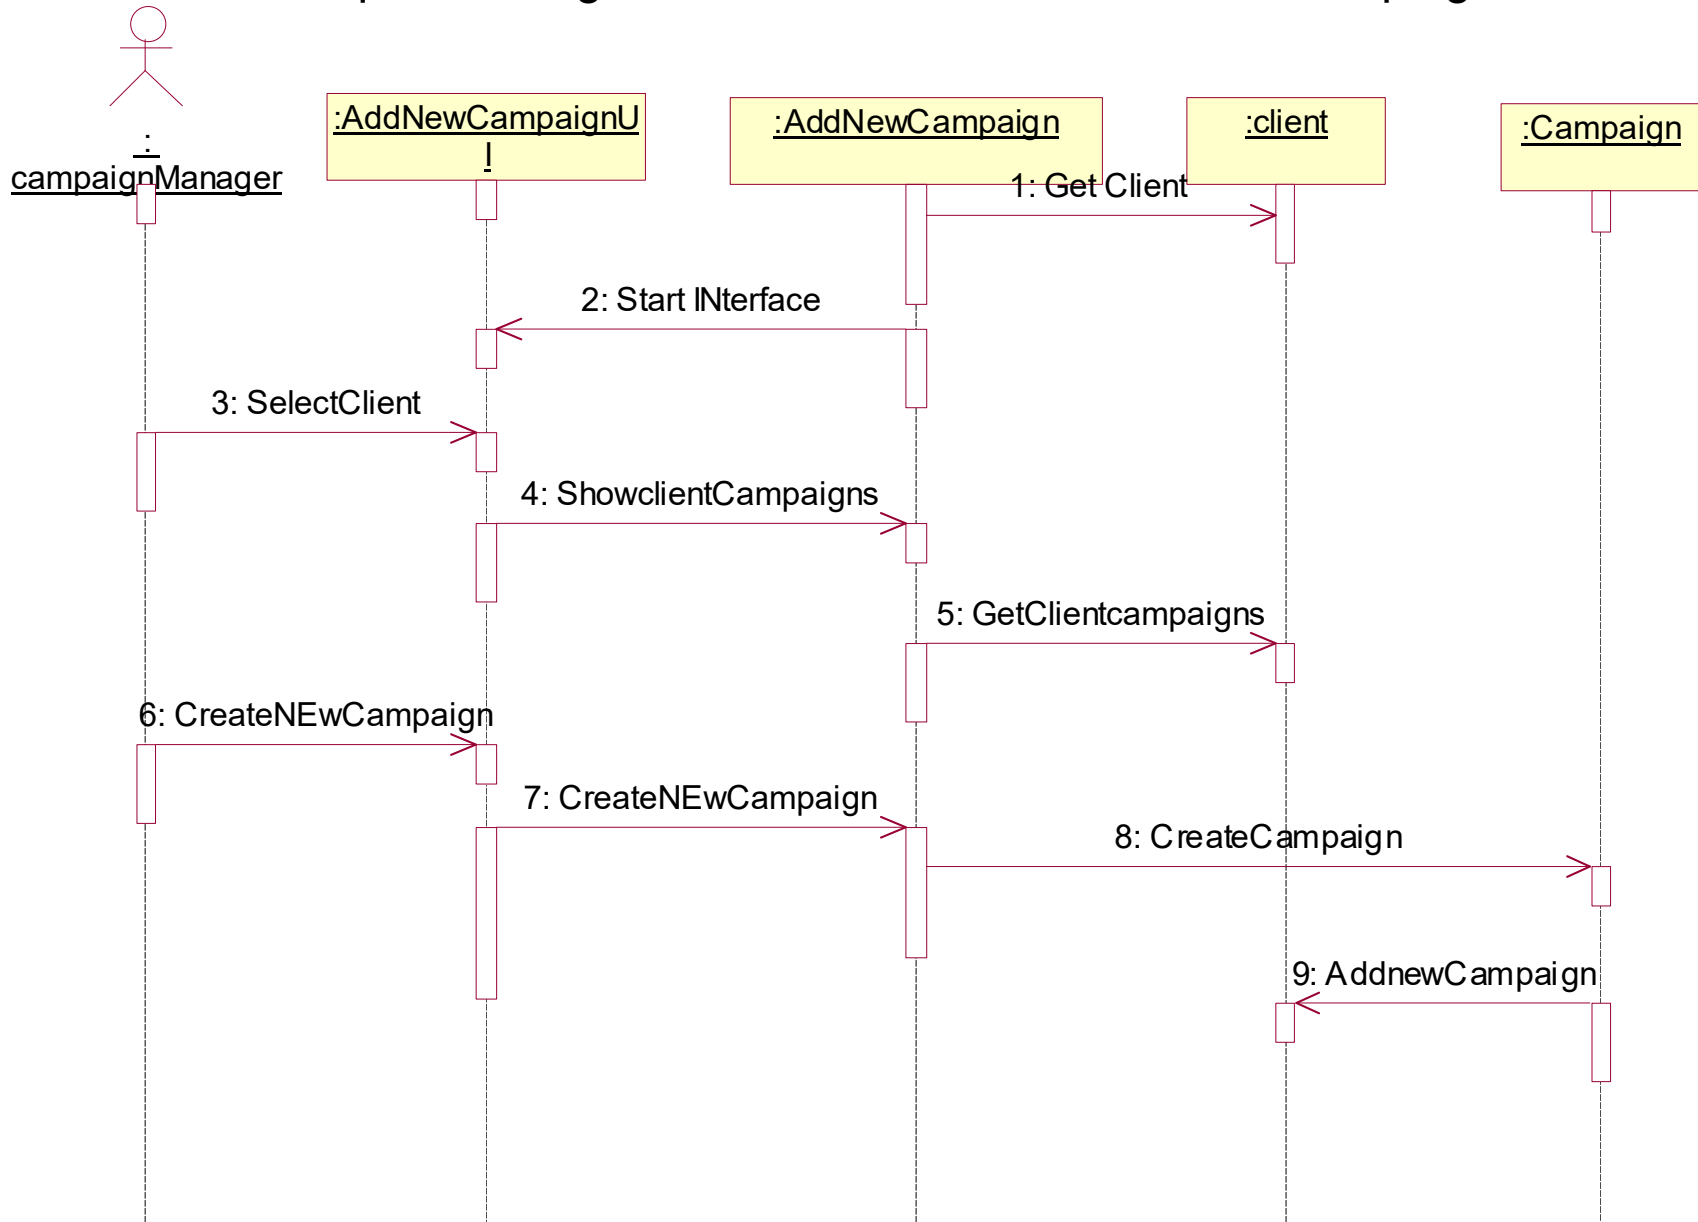 :
campaignManager
:AddNewCampaignU
I
:AddNewCampaign
:client
:Campaign
1: Get Client
2: Start INterface
3: SelectClient
4: ShowclientCampaigns
5: GetClientcampaigns
6: CreateNEwCampaign
7: CreateNEwCampaign
8: CreateCampaign
9: AddnewCampaign